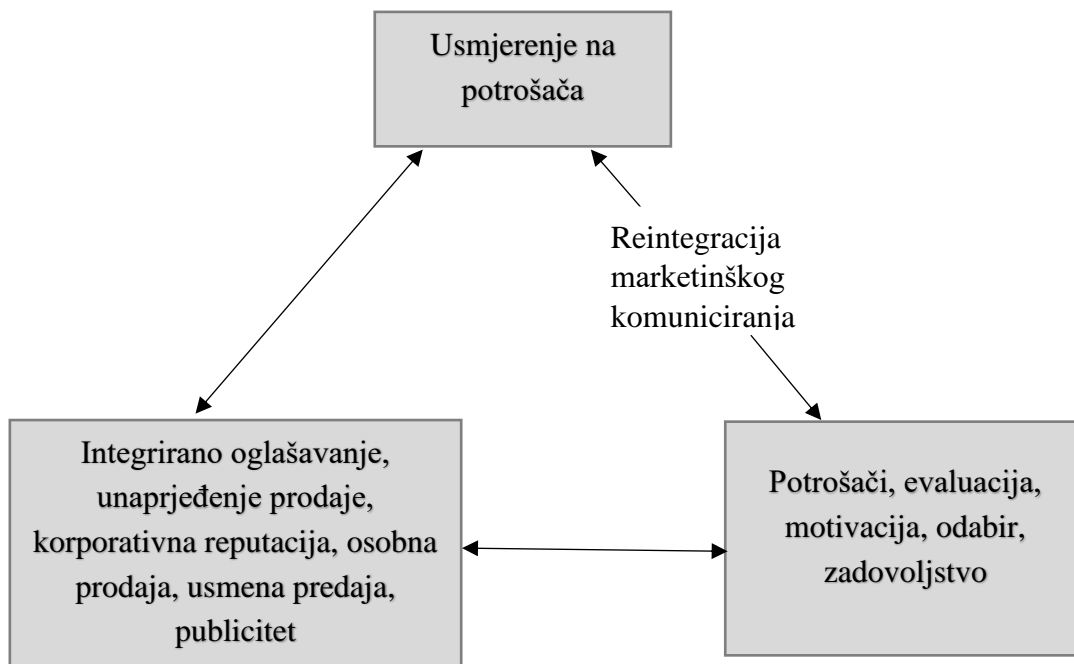 Usmjerenje na
potrošača
Reintegracija
marketinškog
komuniciranja
Integrirano oglašavanje,
unaprjeđenje prodaje,
korporativna reputacija, osobna
prodaja, usmena predaja,
publicitet
Potrošači, evaluacija,
motivacija, odabir,
zadovoljstvo